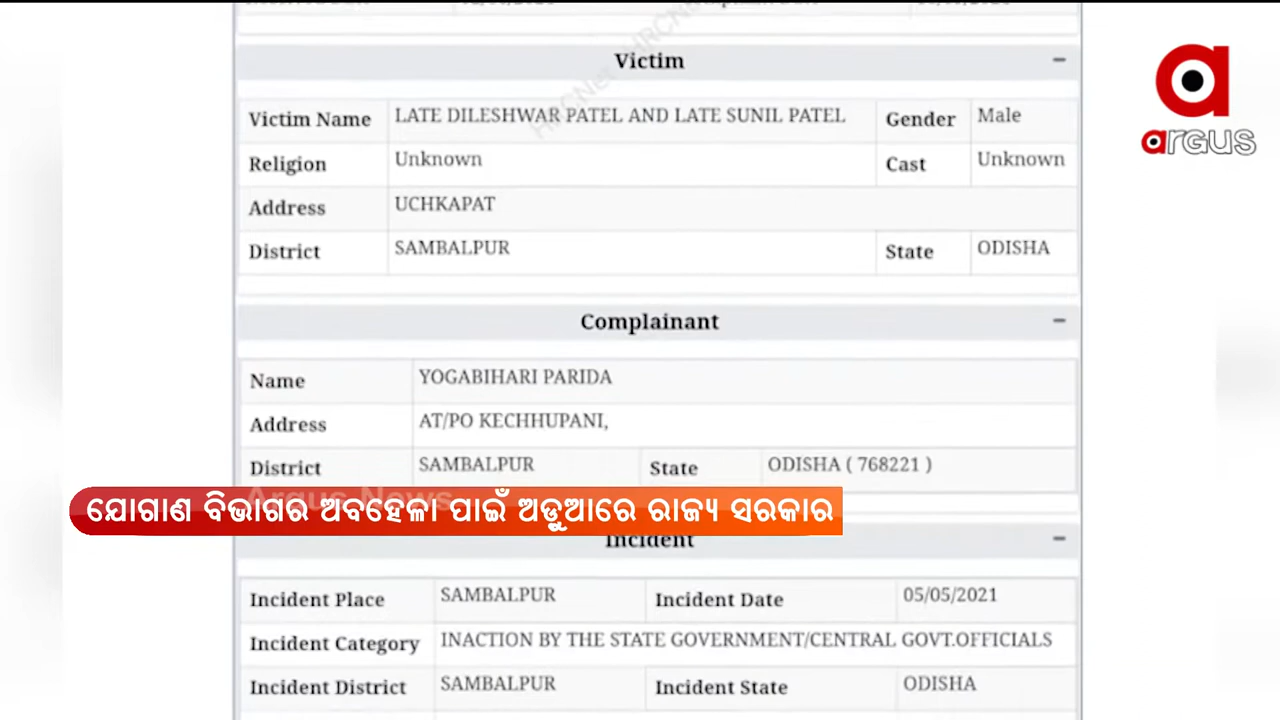 Victim
Victim Name LATE DILESHWAR PATEL AND LATE SUNIL PATEL Gender Male
Religion Unknown Cast Unknown
Address UCHKAPAT
District SAMBALPUR State ODISHA
Complainant
Name YOGABIHARI PARIDA
Address AT/PO KECHHUPANI,
District SAMBALPUR State ODISHA ( 768221 )
Argus News
ଯୋଗାଣ ବିଭାଗର ଅବହେଳା ପାଇଁ ଅଡୁଆରେ ରାଜ୍ୟ ସରକାର
Incident
Incident Place SAMBALPUR Incident Date 05/05/2021
Incident Category INACTION BY THE STATE GOVERNMENT/CENTRAL GOVT.OFFICIALS
Incident District SAMBALPUR Incident State ODISHA
HRCNet
argus